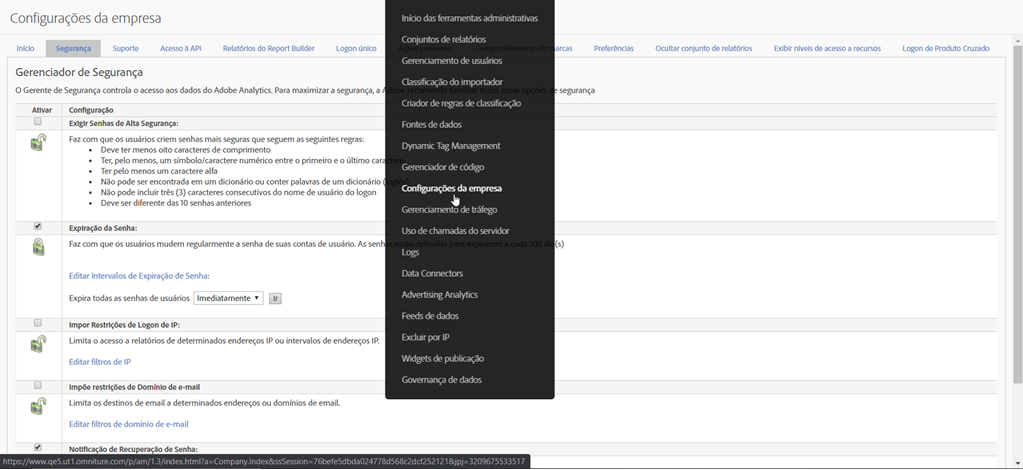 Configurações da empresa
Início Segurança Suporte Acesso à API Relatórios do Report Builder Logon único Preferências Ocultar conjunto de relatórios Exibir níveis de acesso a recursos Logon de Produto Cruzado
Gerenciador de Segurança
O Gerente de Segurança controla o acesso aos dados do Adobe Analytics. Para maximizar a segurança, a Adobe recomenda habilitar todas essas opções de segurança
Ativar Configuração
Exigir Senhas de Alta Segurança:
Faz com que os usuários criem senhas mais seguras que seguem as seguintes regras:
Deve ter menos oito caracteres de comprimento
Ter, pelo menos, um símbolo/caractere numérico entre o primeiro e o último caractere
Ter pelo menos um caractere alfa
Não pode ser encontrada em um dicionário ou conter palavras de um dicionário (inglês)
Não pode incluir três (3) caracteres consecutivos do nome de usuário do logon
Deve ser diferente das 10 senhas anteriores
Expiração da Senha:
Faz com que os usuários mudem regularmente a senha de suas contas de usuário. As senhas estão definidas para expirarem a cada 500 dia(s)
Editar Intervalos de Expiração de Senha:
Expira todas as senhas de usuários Imediatamente Ir
Impor Restrições de Logon de IP:
Limita o acesso a relatórios de determinados endereços IP ou intervalos de endereços IP.
Editar filtros de IP
Impõe restrições de Domínio de e-mail
Limita os destinos de email a determinados endereços ou domínios de email.
Editar filtros de domínio de e-mail
Notificação de Recuperação de Senha:
https://www.qe5.ut1.omniture.com/p/am/1.3/index.html?a=Company.Index&ssSession=76befe5dbda024778d568c2dcf252121&jpj=3209675533517
Início das ferramentas administrativas
Conjuntos de relatórios
Gerenciamento de usuários
Classificação do importador
Criador de regras de classificação
Fontes de dados
Dynamic Tag Management
Gerenciador de código
Configurações da empresa
Gerenciamento de tráfego
Uso de chamadas do servidor
Logs
Data Connectors
Advertising Analytics
Feeds de dados
Excluir por IP
Widgets de publicação
Governança de dados